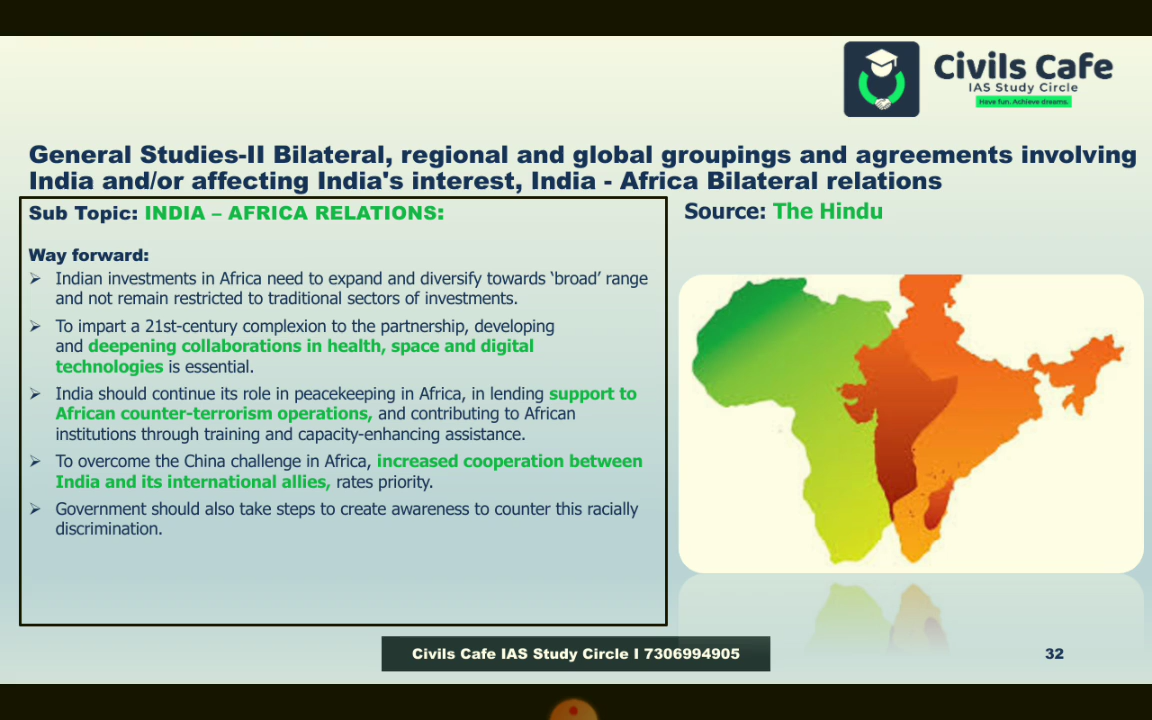 Civils Cafe
IAS Study Circle
Have fun. Achieve dreams.
General Studies-II Bilateral, regional and global groupings and agreements involving
India and/or affecting India's interest, India - Africa Bilateral relations
Sub Topic: INDIA – AFRICA RELATIONS:
Way forward:
➢ Indian investments in Africa need to expand and diversify towards ‘broad’ range
and not remain restricted to traditional sectors of investments.
➢ To impart a 21st-century complexion to the partnership, developing
and deepening collaborations in health, space and digital
technologies is essential.
➢ India should continue its role in peacekeeping in Africa, in lending support to
African counter-terrorism operations, and contributing to African
institutions through training and capacity-enhancing assistance.
➢ To overcome the China challenge in Africa, increased cooperation between
India and its international allies, rates priority.
➢ Government should also take steps to create awareness to counter this racially
discrimination.
Source: The Hindu
Civils Cafe IAS Study Circle I 7306994905
32